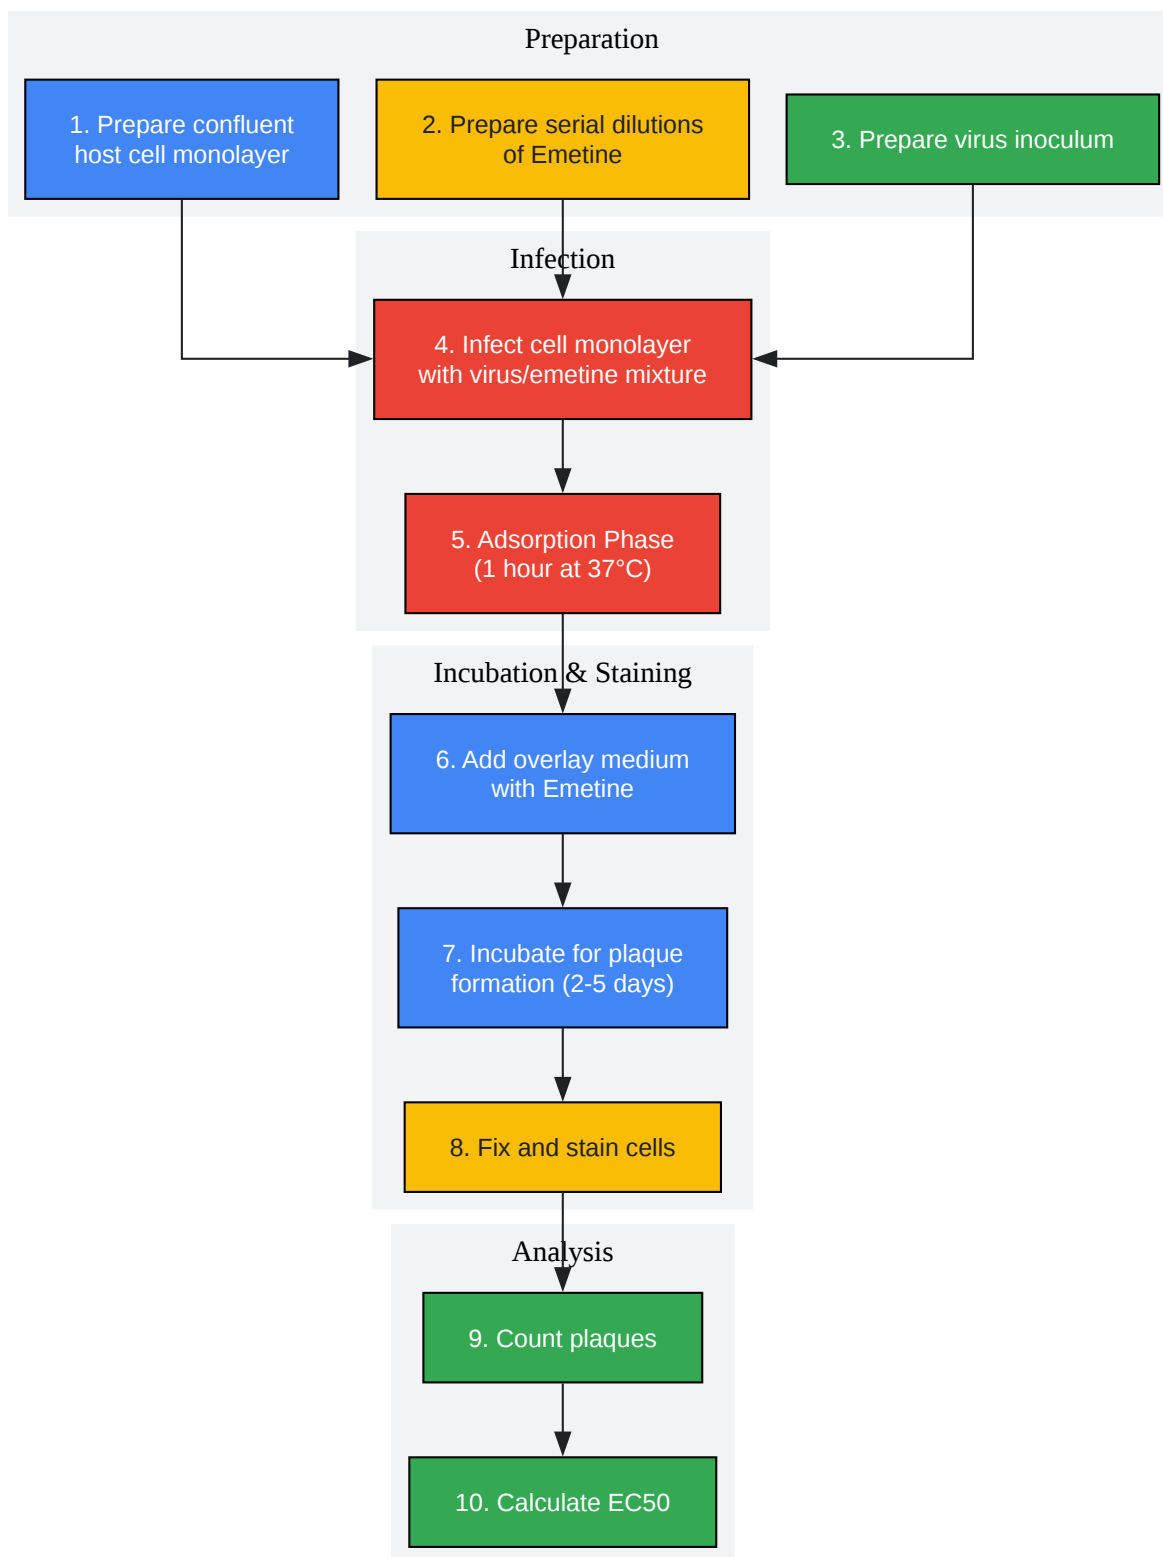 Preparation
1. Prepare confluent
host cell monolayer
2. Prepare serial dilutions
of Emetine
3. Prepare virus inoculum
Infection
4. Infect cell monolayer
with virus/emetine mixture
5. Adsorption Phase
(1 hour at 37°C)
Incubation & Staining
6. Add overlay medium
with Emetine
7. Incubate for plaque
formation (2-5 days)
8. Fix and stain cells
Analysis
9. Count plaques
10. Calculate EC50